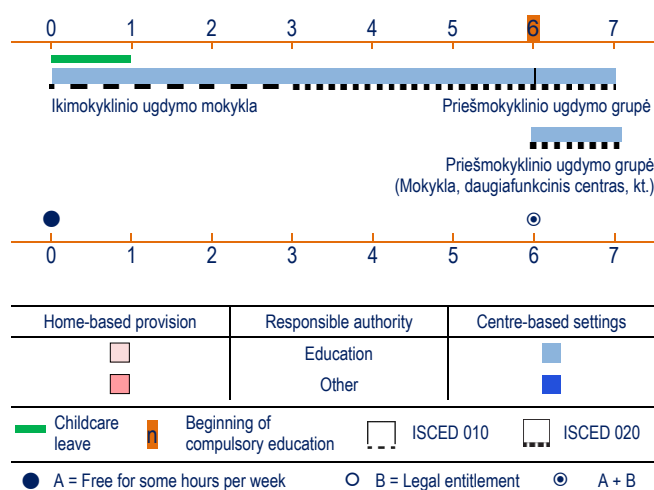 0 1 2 3 4 5 6 7
Ikimokyklinio ugdymo mokykla Priešmokyklinio ugdymo grupė
Priešmokyklinio ugdymo grupė
(Mokykla, daugiafunkcinis centras, kt.)
0 1 2 3 4 5 6 7
Home-based provision Responsible authority Centre-based settings
Education
Other
Childcare leave n Beginning of compulsory education ISCED 010 ISCED 020
A = Free for some hours per week B = Legal entitlement A + B